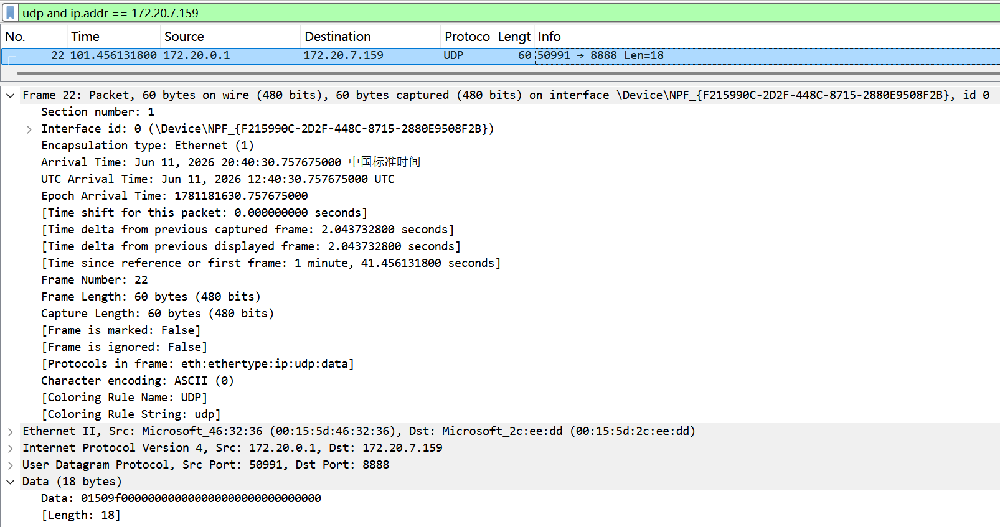 udp and ip.addr == 172.20.7.159
No. Time Source Destination Protoco Lengt Info
22 101.456131800 172.20.0.1 172.20.7.159 UDP 60 50991 → 8888 Len=18
Frame 22: Packet, 60 bytes on wire (480 bits), 60 bytes captured (480 bits) on interface \Device\NPF_{F215990C-2D2F-448C-8715-2880E9508F2B}, id 0
Section number: 1
Interface id: 0 (\Device\NPF_{F215990C-2D2F-448C-8715-2880E9508F2B})
Encapsulation type: Ethernet (1)
Arrival Time: Jun 11, 2026 20:40:30.757675000 中国标准时间
UTC Arrival Time: Jun 11, 2026 12:40:30.757675000 UTC
Epoch Arrival Time: 1781181630.757675000
[Time shift for this packet: 0.000000000 seconds]
[Time delta from previous captured frame: 2.043732800 seconds]
[Time delta from previous displayed frame: 2.043732800 seconds]
[Time since reference or first frame: 1 minute, 41.456131800 seconds]
Frame Number: 22
Frame Length: 60 bytes (480 bits)
Capture Length: 60 bytes (480 bits)
[Frame is marked: False]
[Frame is ignored: False]
[Protocols in frame: eth:ethertype:ip:udp:data]
Character encoding: ASCII (0)
[Coloring Rule Name: UDP]
[Coloring Rule String: udp]
Ethernet II, Src: Microsoft_46:32:36 (00:15:5d:46:32:36), Dst: Microsoft_2c:ee:dd (00:15:5d:2c:ee:dd)
Internet Protocol Version 4, Src: 172.20.0.1, Dst: 172.20.7.159
User Datagram Protocol, Src Port: 50991, Dst Port: 8888
Data (18 bytes)
Data: 01509f000000000000000000000000000000
[Length: 18]